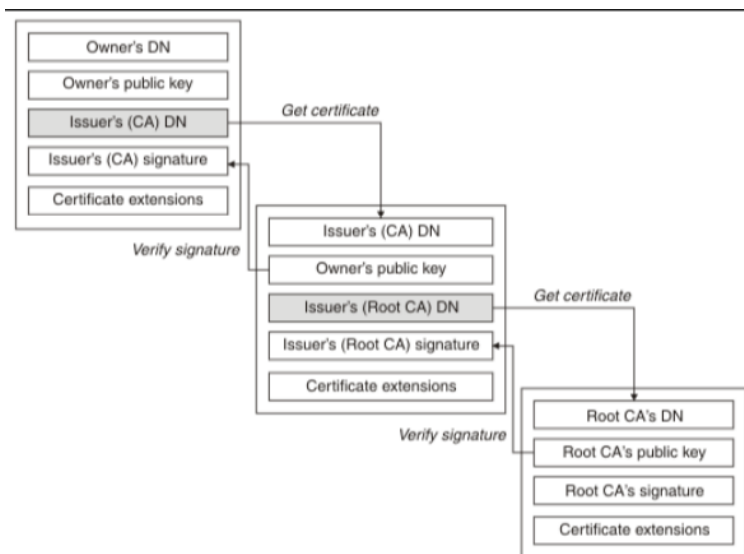 Owner's DN
Owner's public key
Issuer's (CA) DN
Get certificate
Issuer's (CA) signature
Certificate extensions
Verify signature
Issuer's (CA) DN
Owner's public key
Issuer's (Root CA) DN
Get certificate
Issuer's (Root CA) signature
Certificate extensions
Verify signature
Root CA's DN
Root CA's public key
Root CA's signature
Certificate extensions